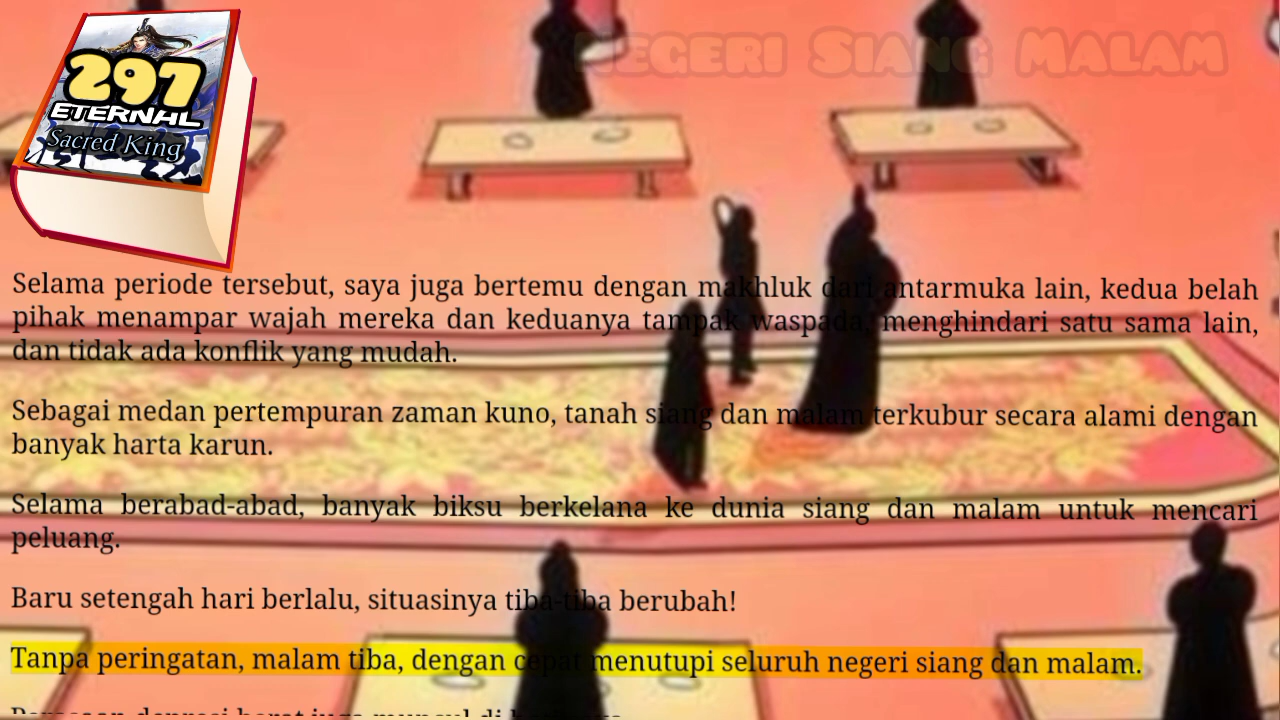 NEGERI SIANG MALAM
297
ETERNAL
Sacred King
Selama periode tersebut, saya juga bertemu dengan makhluk dari antarmuka lain, kedua belah
pihak menampar wajah mereka dan keduanya tampak waspada, menghindari satu sama lain,
dan tidak ada konflik yang mudah.
Sebagai medan pertempuran zaman kuno, tanah siang dan malam terkubur secara alami dengan
banyak harta karun.
Selama berabad-abad, banyak biksu berkelana ke dunia siang dan malam untuk mencari
peluang.
Baru setengah hari berlalu, situasinya tiba-tiba berubah!
Tanpa peringatan, malam tiba, dengan cepat menutupi seluruh negeri siang dan malam.